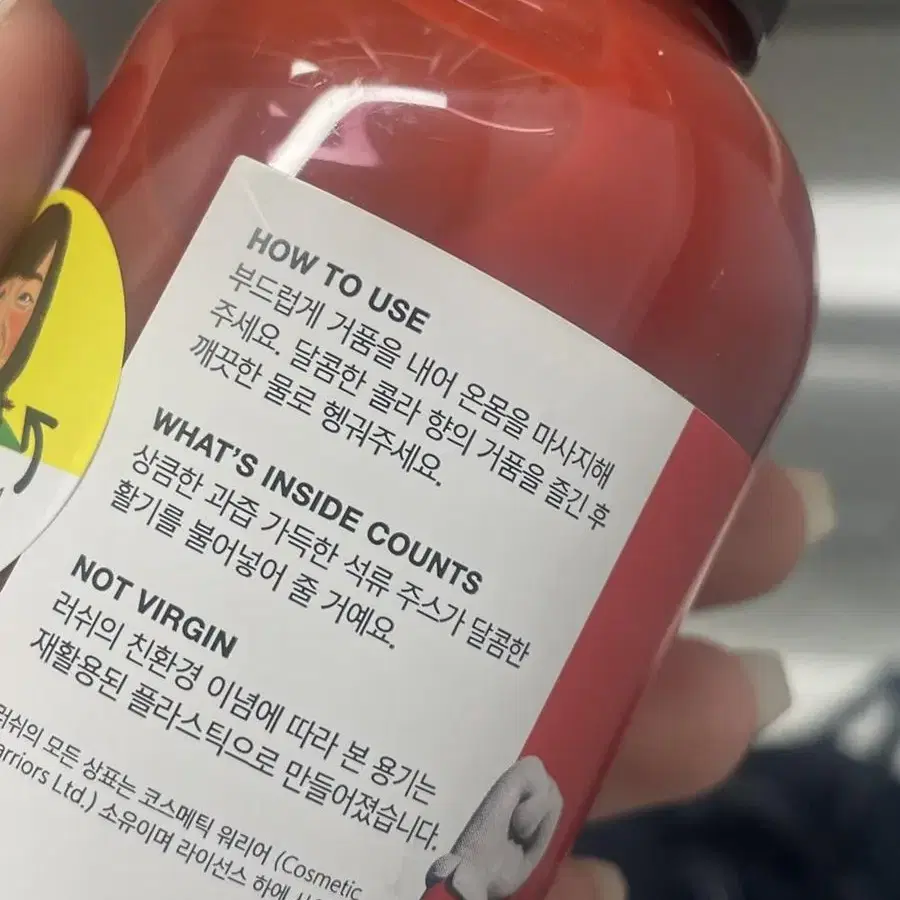 HOW TO USE
부드럽게 거품을 내어 온몸을 마사지해
주세요. 달콤한 콜라 향의 거품을 즐긴 후
깨끗한 물로 헹궈주세요.
WHAT'S INSIDE COUNTS
상큼한 과즙 가득한 석류 주스가 달콤한
활기를 불어넣어 줄 거예요.
NOT VIRGIN
러쉬의 친환경 이념에 따라 본 용기는
재활용된 플라스틱으로 만들어졌습니다.
러쉬의 모든 상표는 코스메틱 워리어 (Cosmetic
arriors Ltd.) 소유이며 라이선스 하에